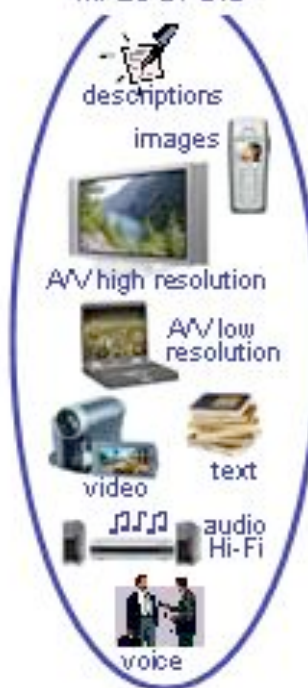 descriptions
images
A/V high resolution
A/V low
resolution
text
video
audio
Hi-Fi
voice